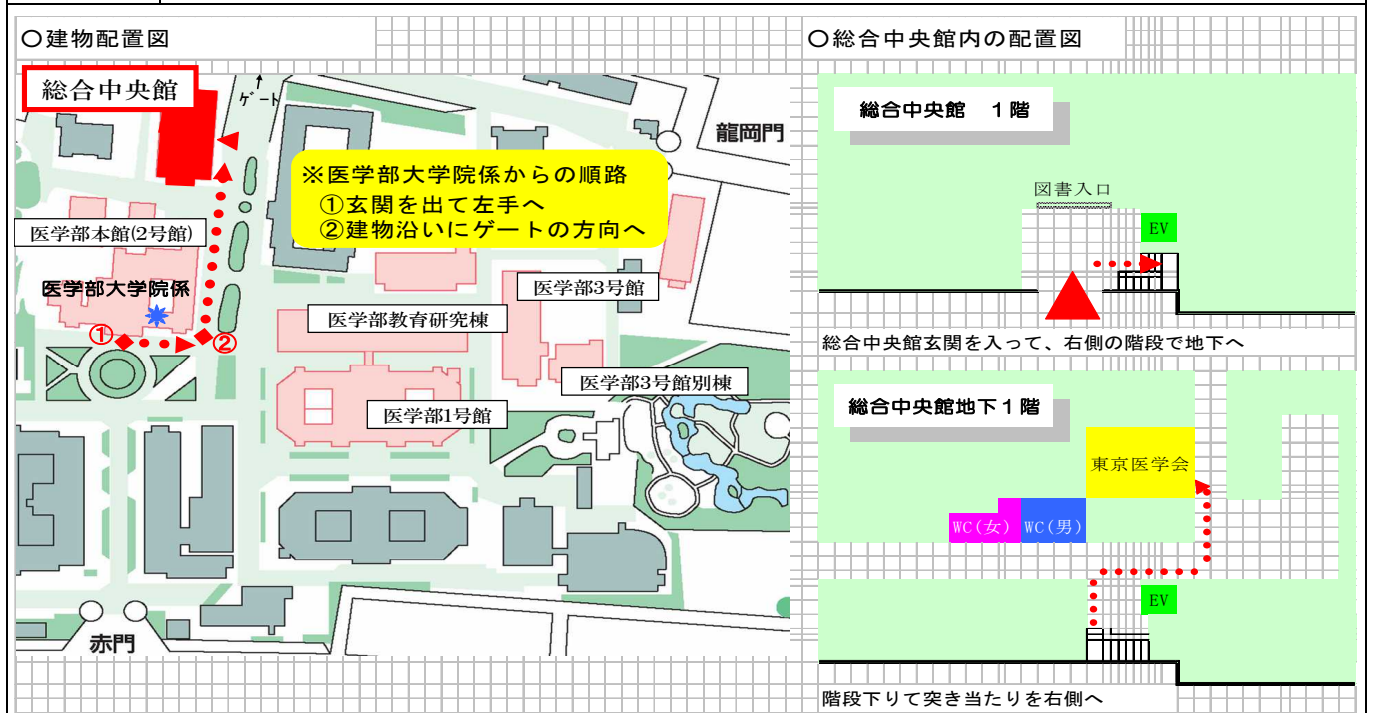 〇建物配置図
総合中央館
↑
ゲート
龍岡門
※医学部大学院係からの順路
①玄関を出て左手へ
②建物沿いにゲートの方向へ
医学部本館(2号館)
医学部大学院係
①
②
医学部3号館
医学部教育研究棟
医学部3号館別棟
医学部1号館
赤門
〇総合中央館内の配置図
総合中央館 1階
図書入口
EV
総合中央館玄関を入って、右側の階段で地下へ
総合中央館地下1階
東京医学会
WC(女)
WC(男)
EV
階段下りて突き当たりを右側へ